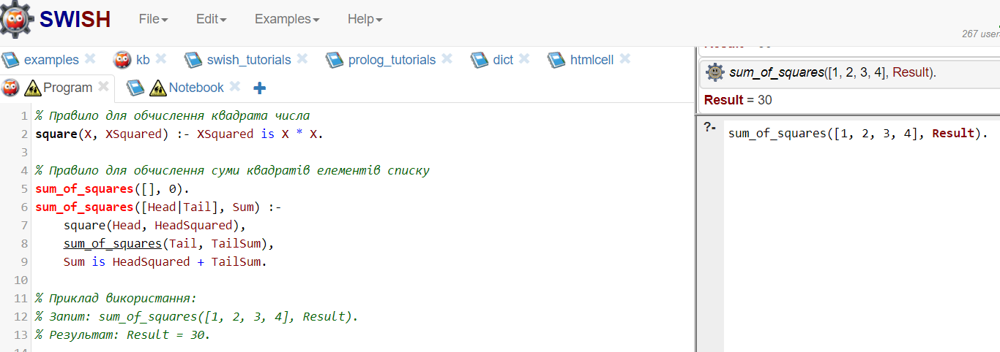 SWISH File Edit Examples Help
267 user
examples kb swish_tutorials prolog_tutorials dict htmlcell
Program Notebook
1 % Правило для обчислення квадрата числа
2 square(X, XSquared) :- XSquared is X * X.
3
4 % Правило для обчислення суми квадратів елементів списку
5 sum_of_squares([], 0).
6 sum_of_squares([Head|Tail], Sum) :-
7 square(Head, HeadSquared),
8 sum_of_squares(Tail, TailSum),
9 Sum is HeadSquared + TailSum.
10
11 % Приклад використання:
12 % Запит: sum_of_squares([1, 2, 3, 4], Result).
13 % Результат: Result = 30.
sum_of_squares([1, 2, 3, 4], Result).
Result = 30
?- sum_of_squares([1, 2, 3, 4], Result).